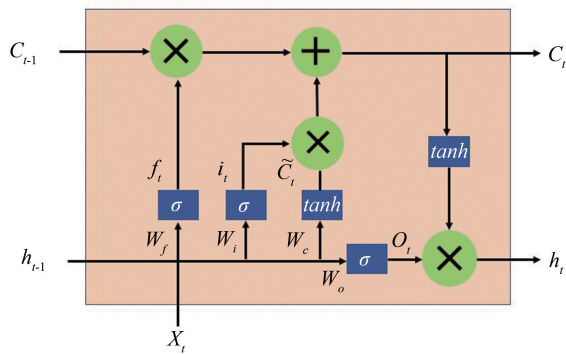 C_{t-1} × + C_t
×
tanh
f_t i_t C̃_t
σ σ tanh
W_f W_i W_c O_t ×
h_{t-1} σ h_t
W_o
X_t